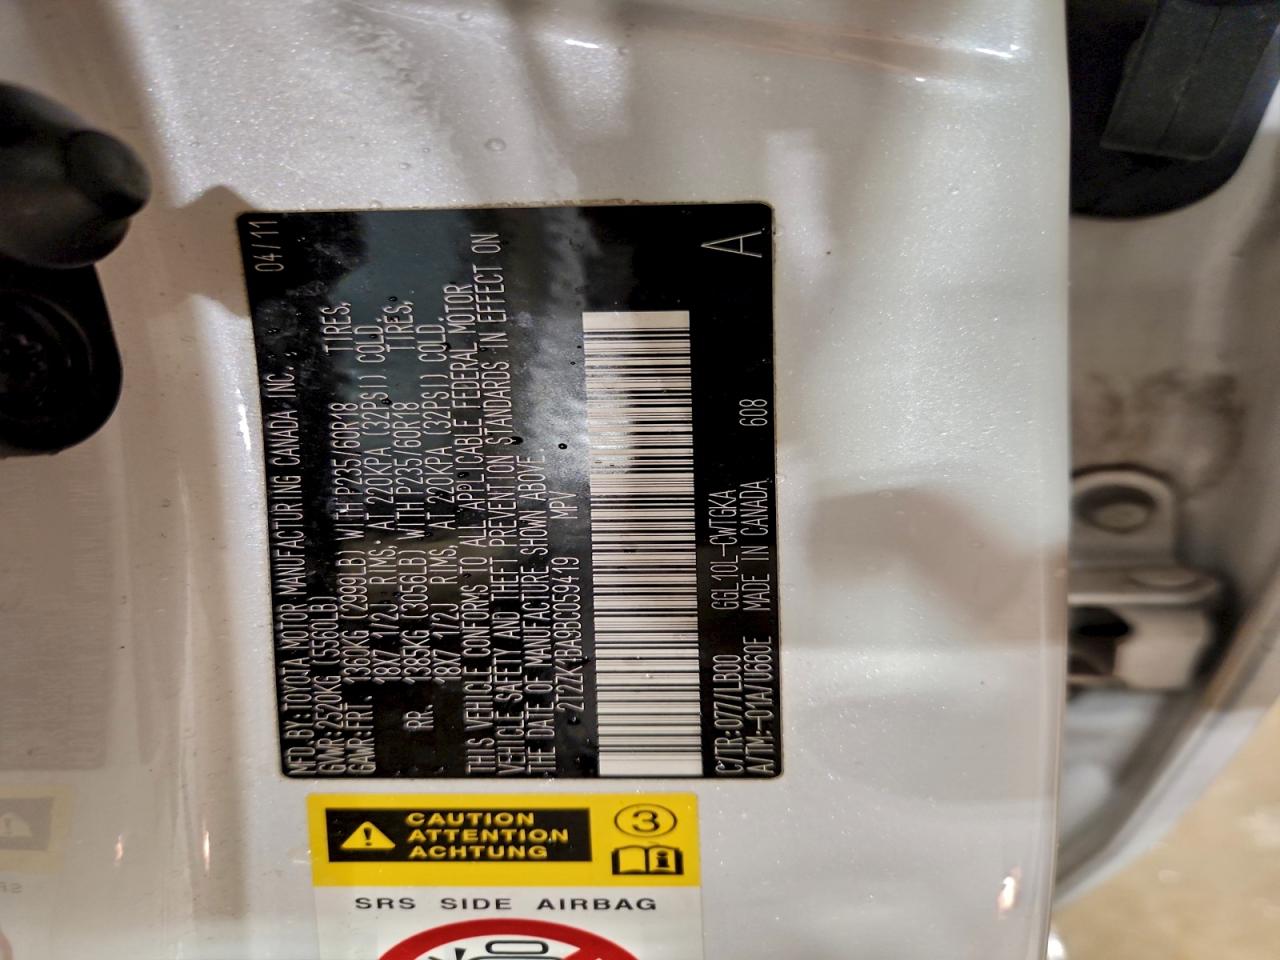 MFD.BY:TOYOTA MOTOR MANUFACTURING CANADA INC. 04/11
GVWR:2520KG (5560LB)
GAWR:FRT. 1360KG (2999LB) WITH P235/60R18 TIRES,
18X7 1/2J RIMS, AT 220KPA (32PSI) COLD
RR. 1385KG (3056LB) WITH P235/60R18 TIRES,
18X7 1/2J RIMS, AT 220KPA (32PSI) COLD.
THIS VEHICLE CONFORMS TO ALL APPLICABLE FEDERAL MOTOR
VEHICLE SAFETY AND THEFT PREVENTION STANDARDS IN EFFECT ON
THE DATE OF MANUFACTURE SHOWN ABOVE.
2T2ZK1BA9BC059419 MPV
C/TR:077/LB00 GGL10L-CWTGKA 608 A
A/TM:-01A/U660E MADE IN CANADA
CAUTION
ATTENTION
ACHTUNG
3
SRS SIDE AIRBAG